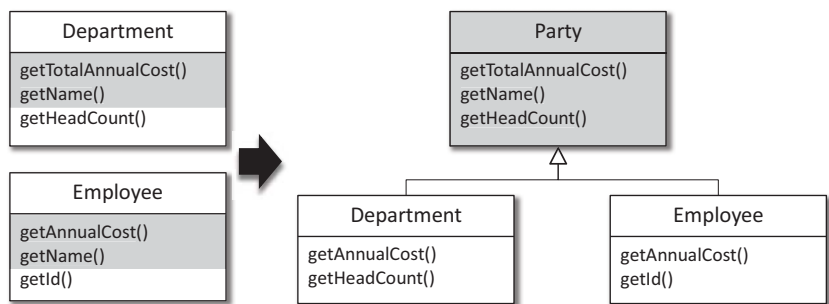 Department
getTotalAnnualCost()
getName()
getHeadCount()
Employee
getAnnualCost()
getName()
getId()
Party
getTotalAnnualCost()
getName()
getHeadCount()
Department
getAnnualCost()
getHeadCount()
Employee
getAnnualCost()
getId()